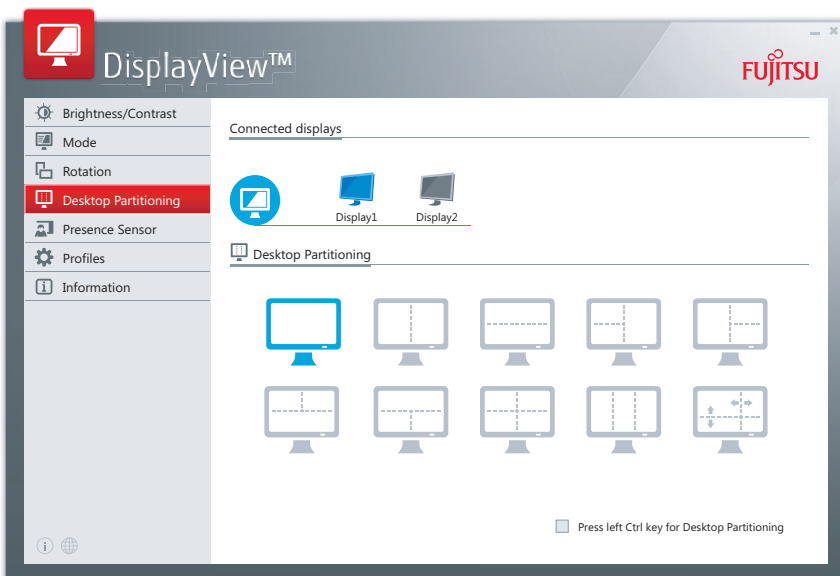 DisplayView™
FUJITSU
Brightness/Contrast
Mode
Rotation
Desktop Partitioning
Presence Sensor
Profiles
Information
Connected displays
Display1
Display2
Desktop Partitioning
Press left Ctrl key for Desktop Partitioning